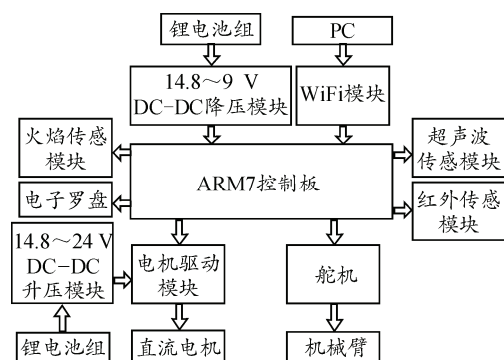 锂电池组
PC
14.8～9 V
DC-DC降压模块
WiFi模块
火焰传感
模块
超声波
传感模块
ARM7控制板
电子罗盘
红外传感
模块
14.8～24 V
DC-DC
升压模块
电机驱动
模块
舵机
锂电池组
直流电机
机械臂